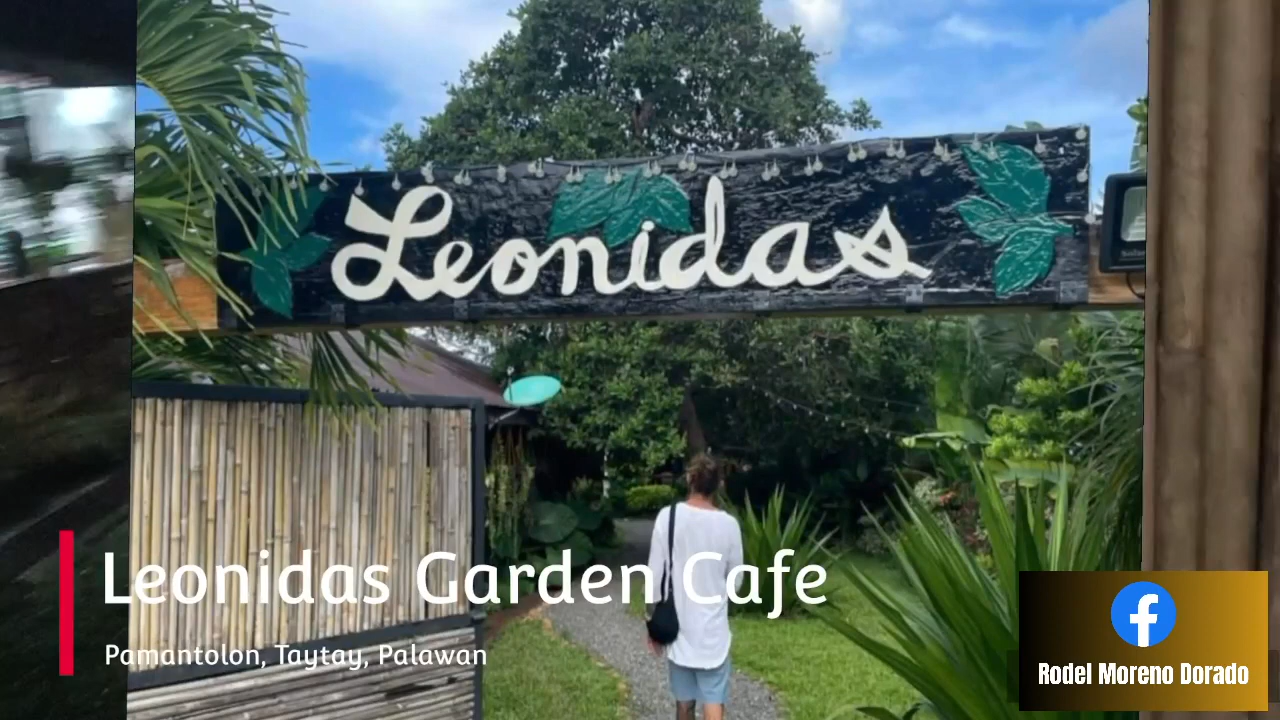 Leonidas
Leonidas Garden Cafe
Pamantolon, Taytay, Palawan
Rodel Moreno Dorado